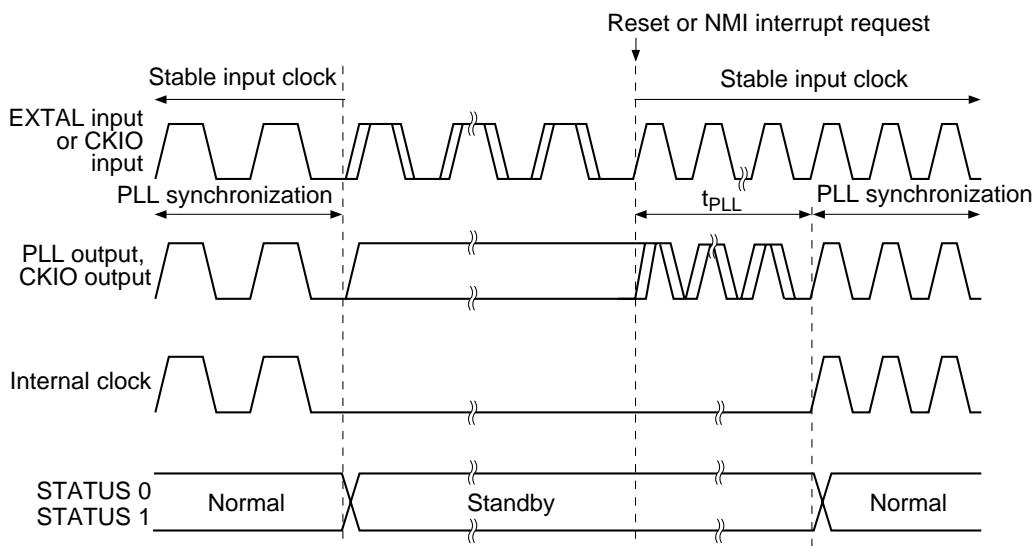 Reset or NMI interrupt request
Stable input clock
Stable input clock
EXTAL input
or CKIO
input
PLL synchronization
tPLL
PLL synchronization
PLL output,
CKIO output
Internal clock
STATUS 0
STATUS 1
Normal
Standby
Normal